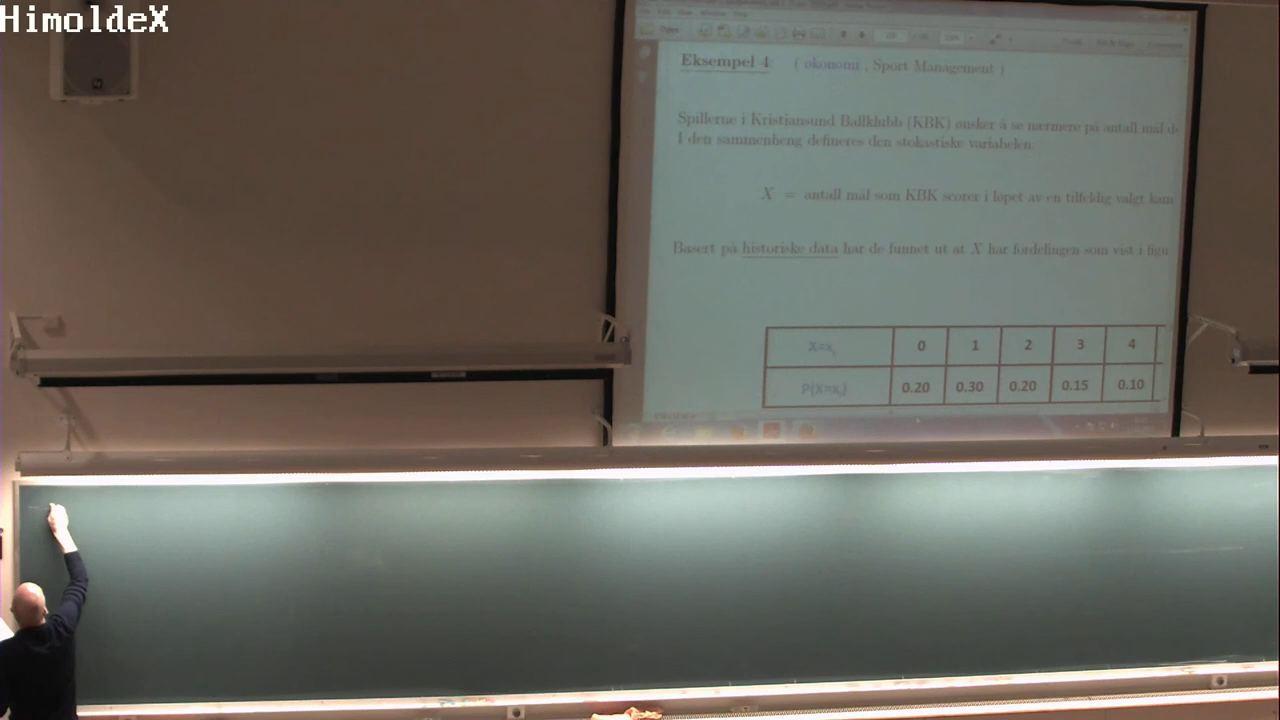 HimoldeX
Eksempel 4: ( økonomi , Sport Management )
Spillerne i Kristiansund Ballklubb (KBK) ønsker å se nærmere på antall mål d
I den sammenheng defineres den stokastiske variabelen:
X = antall mål som KBK scorer i løpet av en tilfeldig valgt kam
Basert på historiske data har de funnet ut at X har fordelingen som vist i figu
X=xᵢ 0 1 2 3 4
P(X=xᵢ) 0.20 0.30 0.20 0.15 0.10